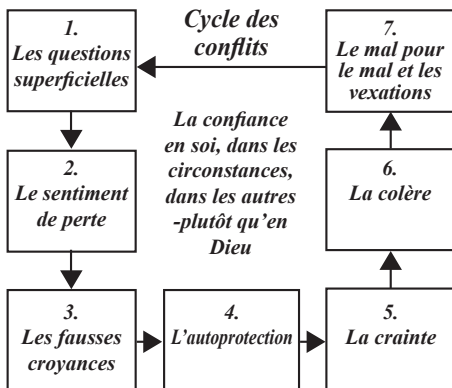 Cycle des
conflits
1.
Les questions
superficielles
2.
Le sentiment
de perte
3.
Les fausses
croyances
4.
L'autoprotection
5.
La crainte
6.
La colère
7.
Le mal pour
le mal et les
vexations
La confiance
en soi, dans les
circonstances,
dans les autres
-plutôt qu'en
Dieu